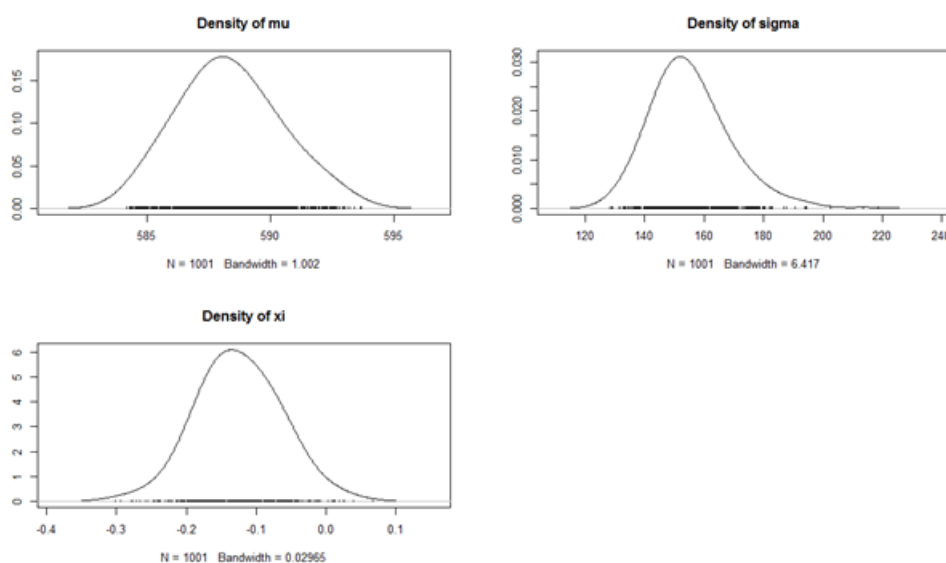 Density of mu
0.00 0.05 0.10 0.15
585 590 595
N = 1001 Bandwidth = 1.002
Density of sigma
0.000 0.010 0.020 0.030
120 140 160 180 200 220
N = 1001 Bandwidth = 6.417
Density of xi
0 1 2 3 4 5 6
-0.4 -0.3 -0.2 -0.1 0.0 0.1
N = 1001 Bandwidth = 0.02965